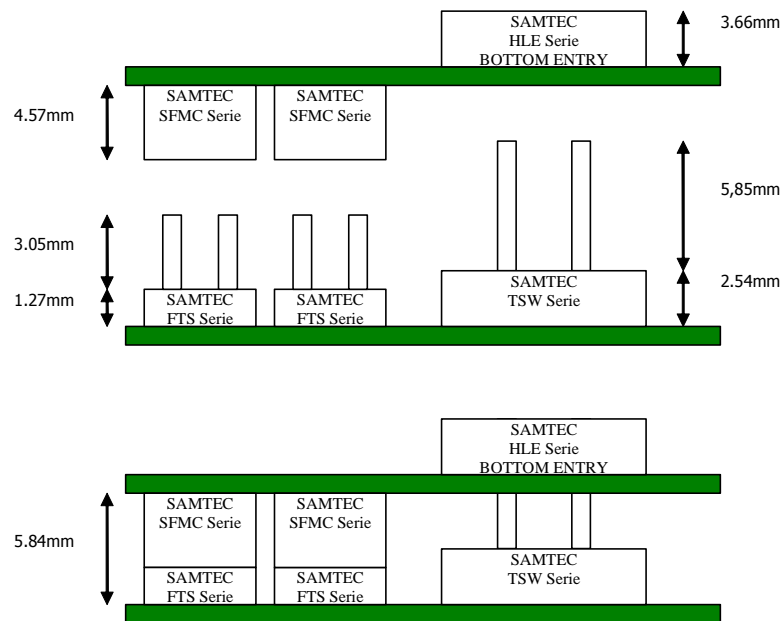 SAMTEC
HLE Serie
BOTTOM ENTRY
3.66mm
4.57mm
SAMTEC
SFMC Serie
SAMTEC
SFMC Serie
5,85mm
3.05mm
1.27mm
SAMTEC
FTS Serie
SAMTEC
FTS Serie
SAMTEC
TSW Serie
2.54mm
SAMTEC
HLE Serie
BOTTOM ENTRY
5.84mm
SAMTEC
SFMC Serie
SAMTEC
SFMC Serie
SAMTEC
FTS Serie
SAMTEC
FTS Serie
SAMTEC
TSW Serie